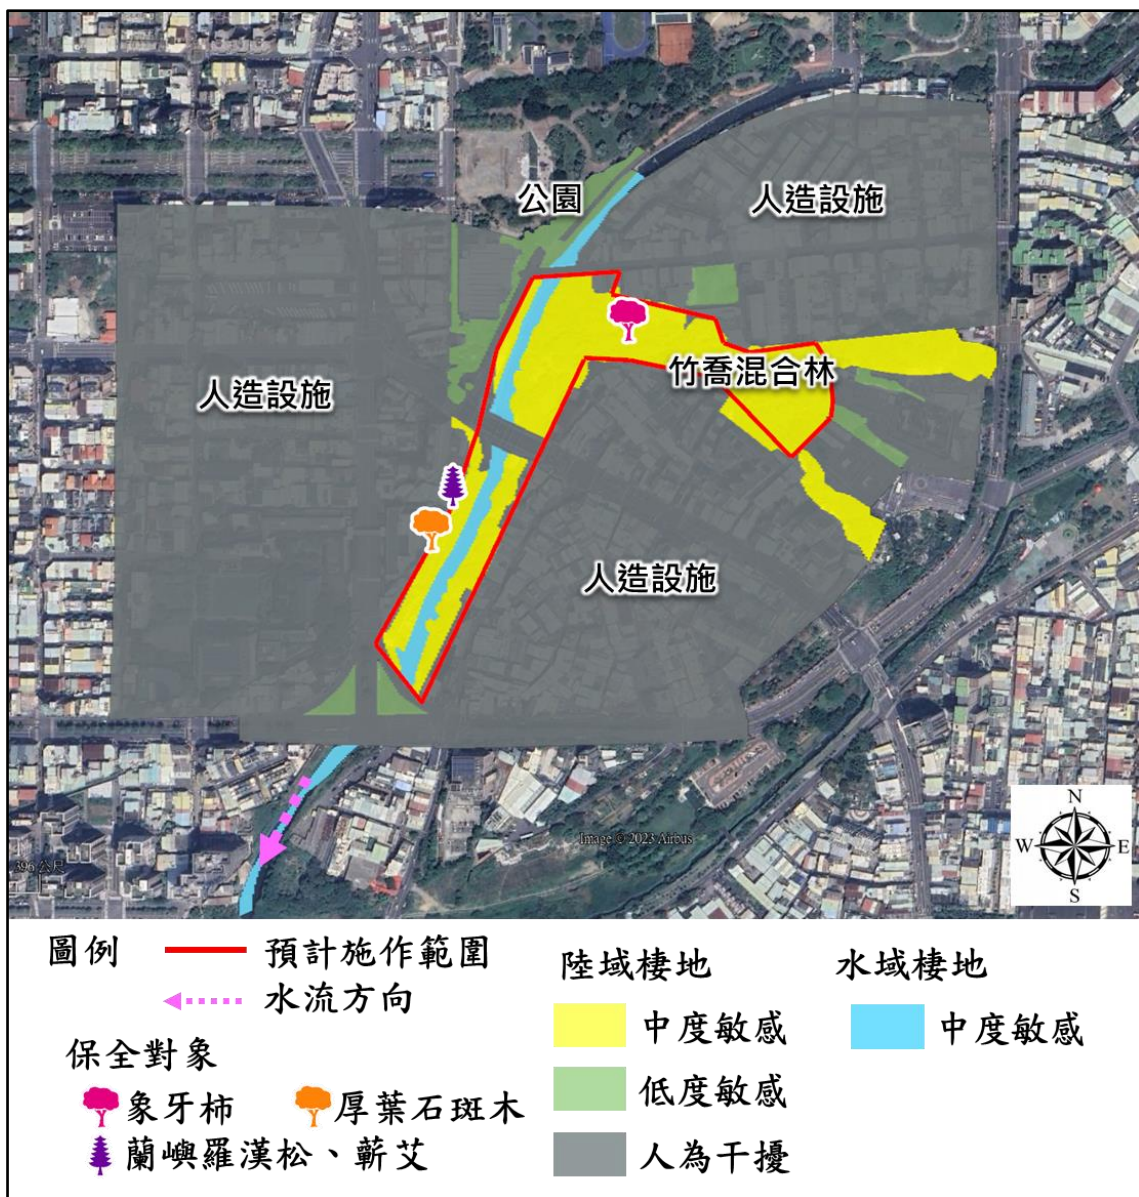 公園
人造設施
人造設施
竹喬混合林
人造設施
Image © 2023 Airbus
396 公尺
N
W
E
S
圖例
預計施作範圍
水流方向
保全對象
象牙柿
厚葉石斑木
蘭嶼羅漢松、蘄艾
陸域棲地
中度敏感
低度敏感
人為干擾
水域棲地
中度敏感